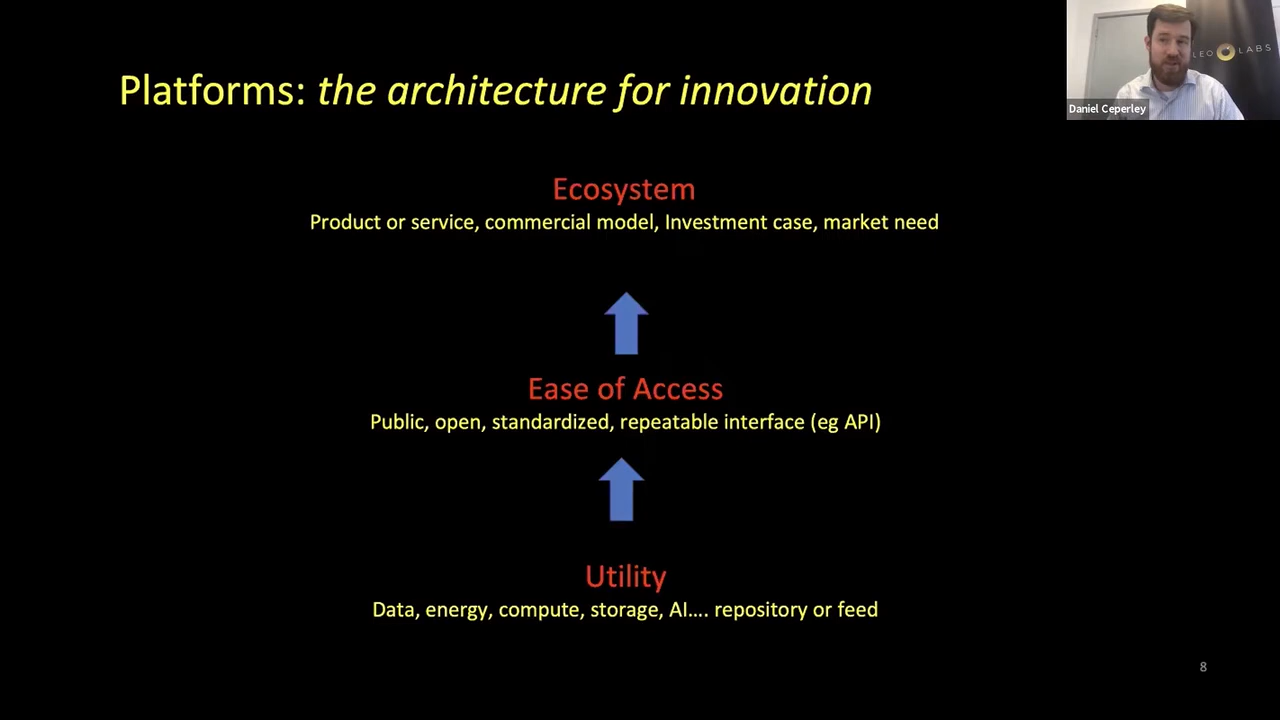 Platforms: the architecture for innovation
LEO LABS
Daniel Ceperley
Ecosystem
Product or service, commercial model, Investment case, market need
Ease of Access
Public, open, standardized, repeatable interface (eg API)
Utility
Data, energy, compute, storage, AI.... repository or feed
8